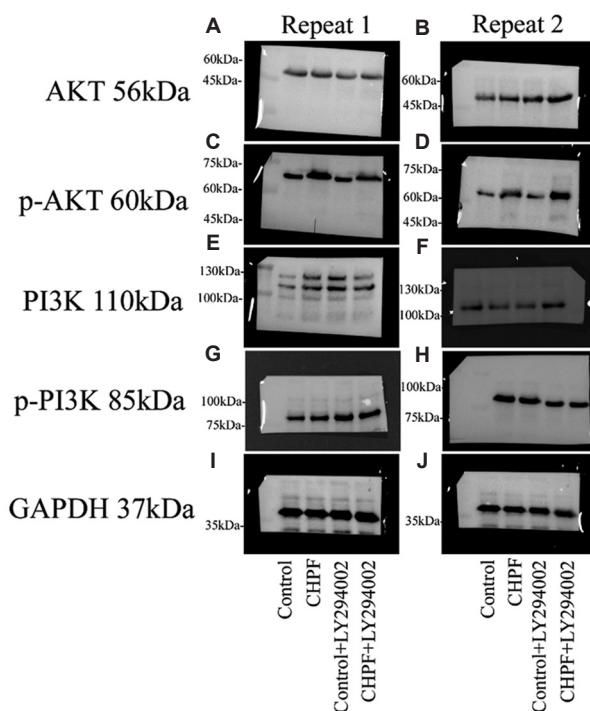 A Repeat 1
B Repeat 2
AKT 56kDa
60kDa-
45kDa-
60kDa-
45kDa-
C
D
p-AKT 60kDa
75kDa-
60kDa-
45kDa-
75kDa-
60kDa-
45kDa-
E
F
PI3K 110kDa
130kDa-
100kDa-
130kDa-
100kDa-
G
H
p-PI3K 85kDa
100kDa-
75kDa-
100kDa-
75kDa-
I
J
GAPDH 37kDa
35kDa-
35kDa-
Control
CHPF
Control+LY294002
CHPF+LY294002
Control
CHPF
Control+LY294002
CHPF+LY294002